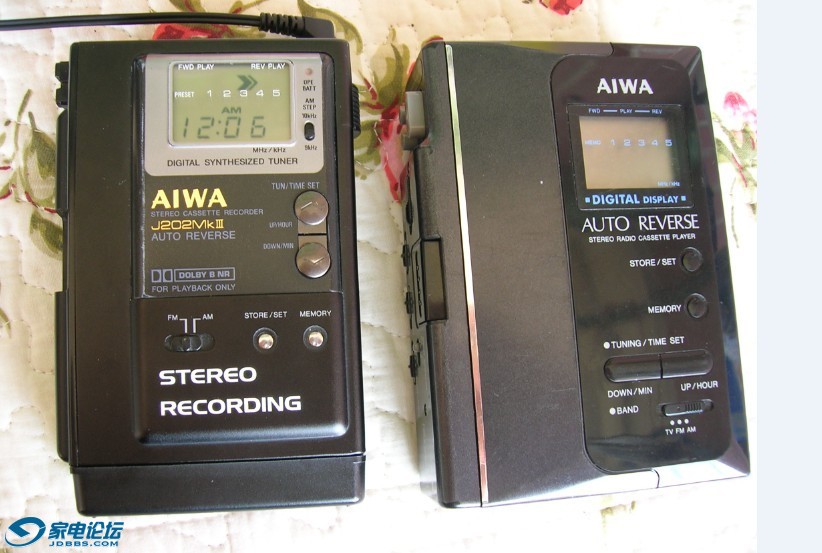 FWD PLAY REV PLAY
PRESET 1 2 3 4 5
AM
12:06
MHz/kHz
OPE
BATT
AM
STEP
10kHz
9kHz
DIGITAL SYNTHESIZED TUNER
AIWA
STEREO CASSETTE RECORDER
J202MkIII
AUTO REVERSE
TUN/TIME SET
UP/HOUR
DOWN/MIN
DOLBY B NR
FOR PLAYBACK ONLY
FM AM
STORE/SET
MEMORY
STEREO
RECORDING
AIWA
FWD PLAY REV
1 2 3 4 5
MHz/kHz
DIGITAL DISPLAY
AUTO REVERSE
STEREO RADIO CASSETTE PLAYER
STORE/SET
MEMORY
TUNING/TIME SET
DOWN/MIN UP/HOUR
BAND
TV FM AM
家电论坛
JDBBS.COM